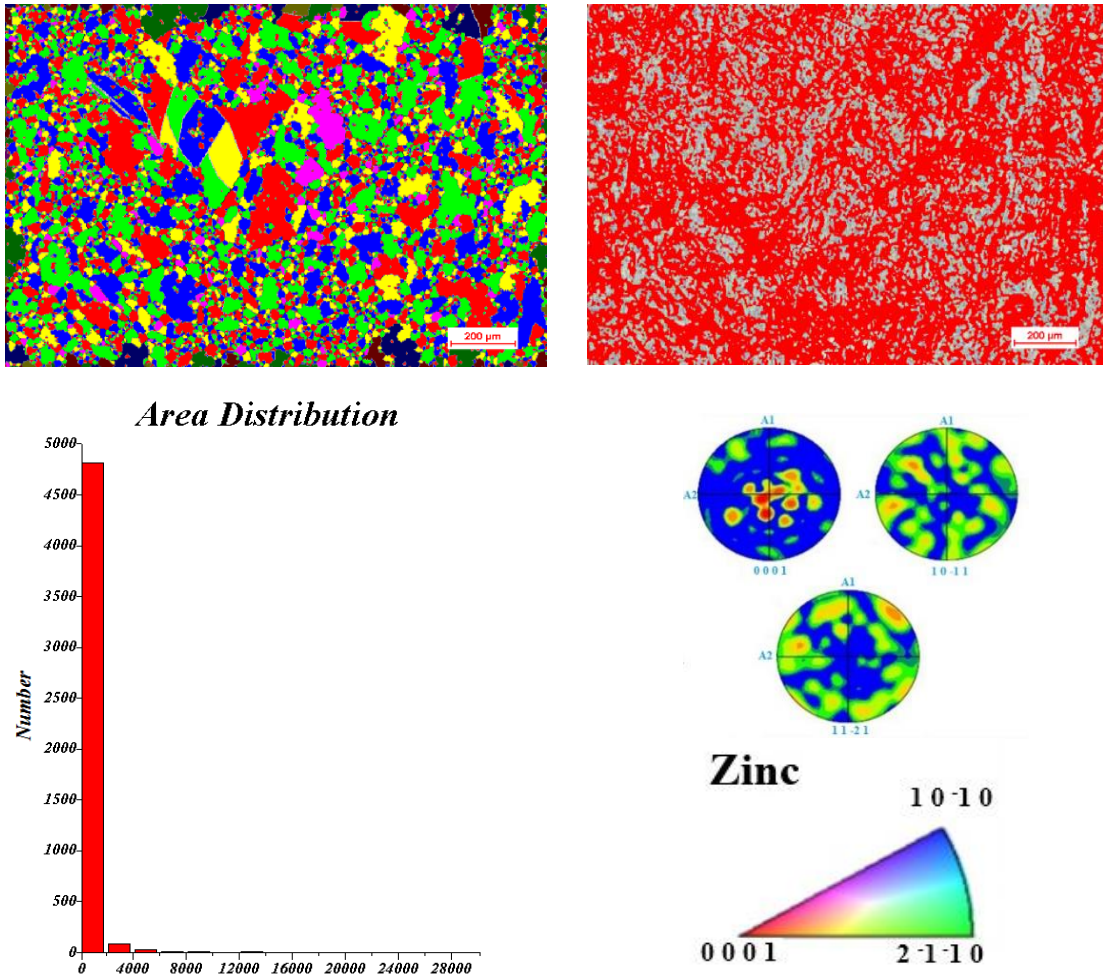 200 µm
200 µm
Area Distribution
5000
4500
4000
3500
3000
2500
2000
1500
1000
500
0
Number
0 4000 8000 12000 16000 20000 24000 28000
A1
A2
0 0 0 1
A1
A2
1 0 -1 1
A1
A2
1 1 -2 1
Zinc
1 0 -1 0
0 0 0 1
2 -1 -1 0